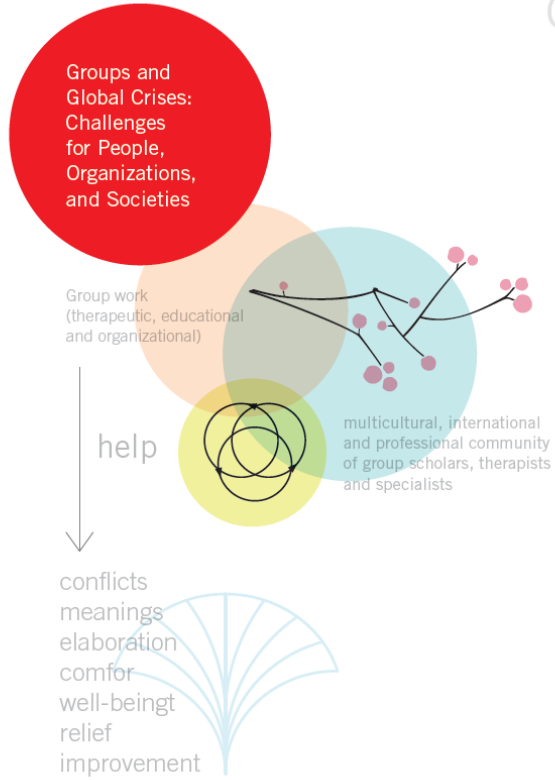 Groups and
Global Crises:
Challenges
for People,
Organizations,
and Societies
Group work
(therapeutic, educational
and organizational)
help
multicultural, international
and professional community
of group scholars, therapists
and specialists
conflicts
meanings
elaboration
comfor
well-beingt
relief
improvement